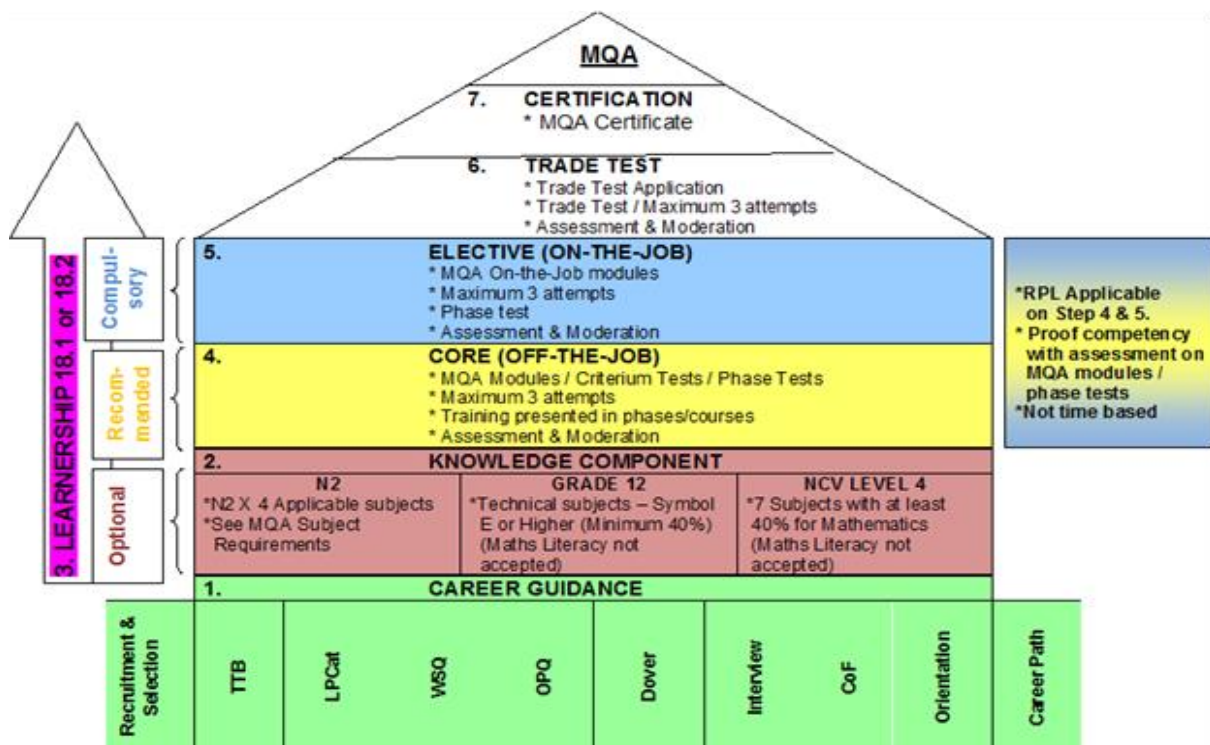 MQA
7. CERTIFICATION
* MQA Certificate
6. TRADE TEST
* Trade Test Application
* Trade Test / Maximum 3 attempts
* Assessment & Moderation
3. LEARNERSHIP 18.1 or 18.2
Compul-
sory
5. ELECTIVE (ON-THE-JOB)
* MQA On-the-Job modules
* Maximum 3 attempts
* Phase test
* Assessment & Moderation
*RPL Applicable
on Step 4 & 5.
* Proof competency
with assessment on
MQA modules /
phase tests
*Not time based
Recom-
mended
4. CORE (OFF-THE-JOB)
* MQA Modules / Criterium Tests / Phase Tests
* Maximum 3 attempts
* Training presented in phases/courses
* Assessment & Moderation
Optional
2. KNOWLEDGE COMPONENT
N2
*N2 X 4 Applicable subjects
*See MQA Subject
Requirements
GRADE 12
*Technical subjects – Symbol
E or Higher (Minimum 40%)
(Maths Literacy not
accepted)
NCV LEVEL 4
*7 Subjects with at least
40% for Mathematics
(Maths Literacy not
accepted)
1. CAREER GUIDANCE
Recruitment &
Selection
TTB
LPCat
WSQ
OPQ
Dover
Interview
CoF
Orientation
Career Path